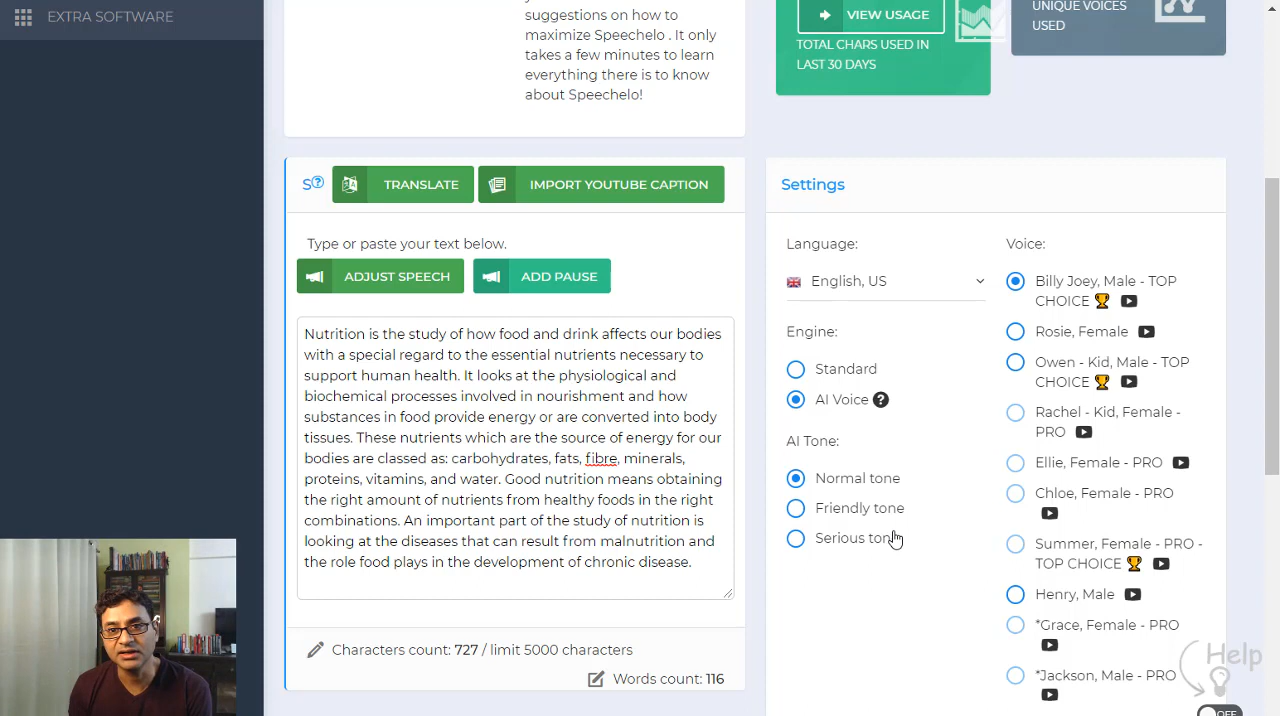 EXTRA SOFTWARE
suggestions on how to
maximize Speechelo . It only
takes a few minutes to learn
everything there is to know
about Speechelo!
VIEW USAGE
TOTAL CHARS USED IN
LAST 30 DAYS
UNIQUE VOICES
USED
S
TRANSLATE
IMPORT YOUTUBE CAPTION
Type or paste your text below.
ADJUST SPEECH
ADD PAUSE
Nutrition is the study of how food and drink affects our bodies
with a special regard to the essential nutrients necessary to
support human health. It looks at the physiological and
biochemical processes involved in nourishment and how
substances in food provide energy or are converted into body
tissues. These nutrients which are the source of energy for our
bodies are classed as: carbohydrates, fats, fibre, minerals,
proteins, vitamins, and water. Good nutrition means obtaining
the right amount of nutrients from healthy foods in the right
combinations. An important part of the study of nutrition is
looking at the diseases that can result from malnutrition and
the role food plays in the development of chronic disease.
Characters count: 727 / limit 5000 characters
Words count: 116
Settings
Language:
English, US
Engine:
Standard
AI Voice ?
AI Tone:
Normal tone
Friendly tone
Serious tone
Voice:
Billy Joey, Male - TOP
CHOICE
Rosie, Female
Owen - Kid, Male - TOP
CHOICE
Rachel - Kid, Female -
PRO
Ellie, Female - PRO
Chloe, Female - PRO
Summer, Female - PRO -
TOP CHOICE
Henry, Male
*Grace, Female - PRO
*Jackson, Male - PRO
Help
OFF